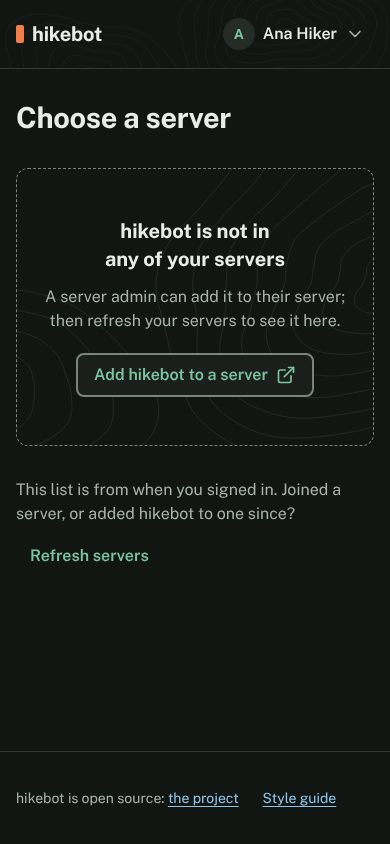 hikebot
A
Ana Hiker
Choose a server
hikebot is not in
any of your servers
A server admin can add it to their server;
then refresh your servers to see it here.
Add hikebot to a server
This list is from when you signed in. Joined a
server, or added hikebot to one since?
Refresh servers
hikebot is open source: the project
Style guide